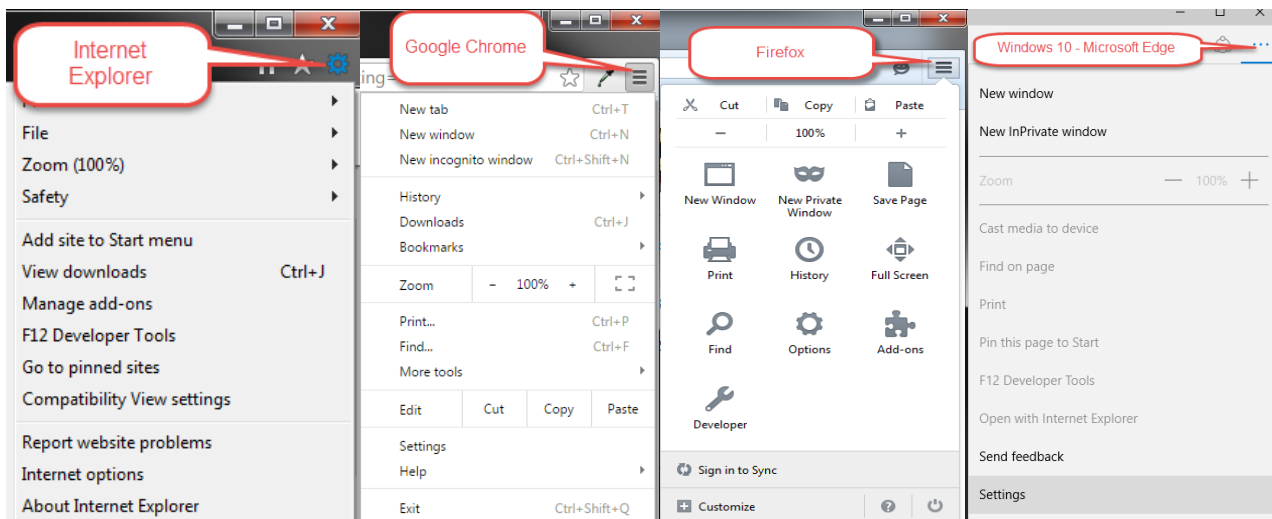 Internet
Explorer
File
Zoom (100%)
Safety
Add site to Start menu
View downloads Ctrl+J
Manage add-ons
F12 Developer Tools
Go to pinned sites
Compatibility View settings
Report website problems
Internet options
About Internet Explorer
Google Chrome
ing=
New tab Ctrl+T
New window Ctrl+N
New incognito window Ctrl+Shift+N
History
Downloads Ctrl+J
Bookmarks
Zoom - 100% +
Print... Ctrl+P
Find... Ctrl+F
More tools
Edit Cut Copy Paste
Settings
Help
Exit Ctrl+Shift+Q
Firefox
Cut Copy Paste
− 100% +
New Window New Private Window Save Page
Print History Full Screen
Find Options Add-ons
Developer
Sign in to Sync
Customize
Windows 10 - Microsoft Edge
New window
New InPrivate window
Zoom — 100% +
Cast media to device
Find on page
Print
Pin this page to Start
F12 Developer Tools
Open with Internet Explorer
Send feedback
Settings